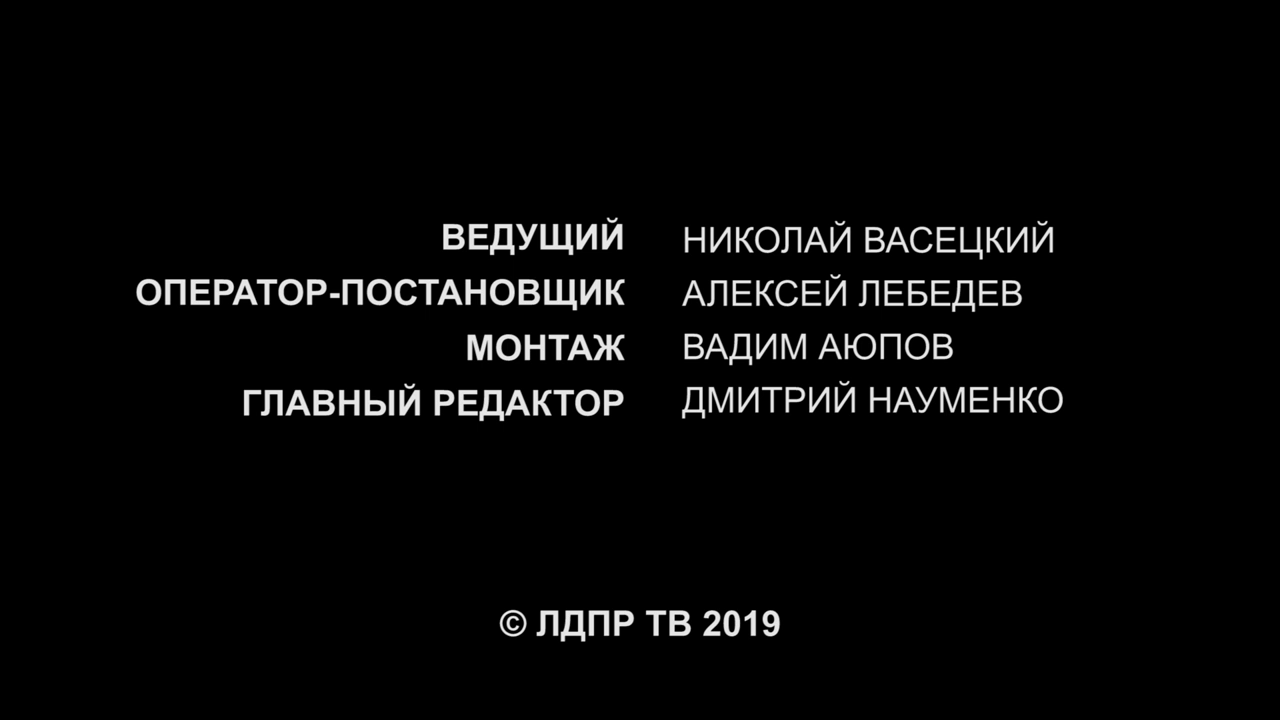 ВЕДУЩИЙ НИКОЛАЙ ВАСЕЦКИЙ
ОПЕРАТОР-ПОСТАНОВЩИК АЛЕКСЕЙ ЛЕБЕДЕВ
МОНТАЖ ВАДИМ АЮПОВ
ГЛАВНЫЙ РЕДАКТОР ДМИТРИЙ НАУМЕНКО
© ЛДПР ТВ 2019